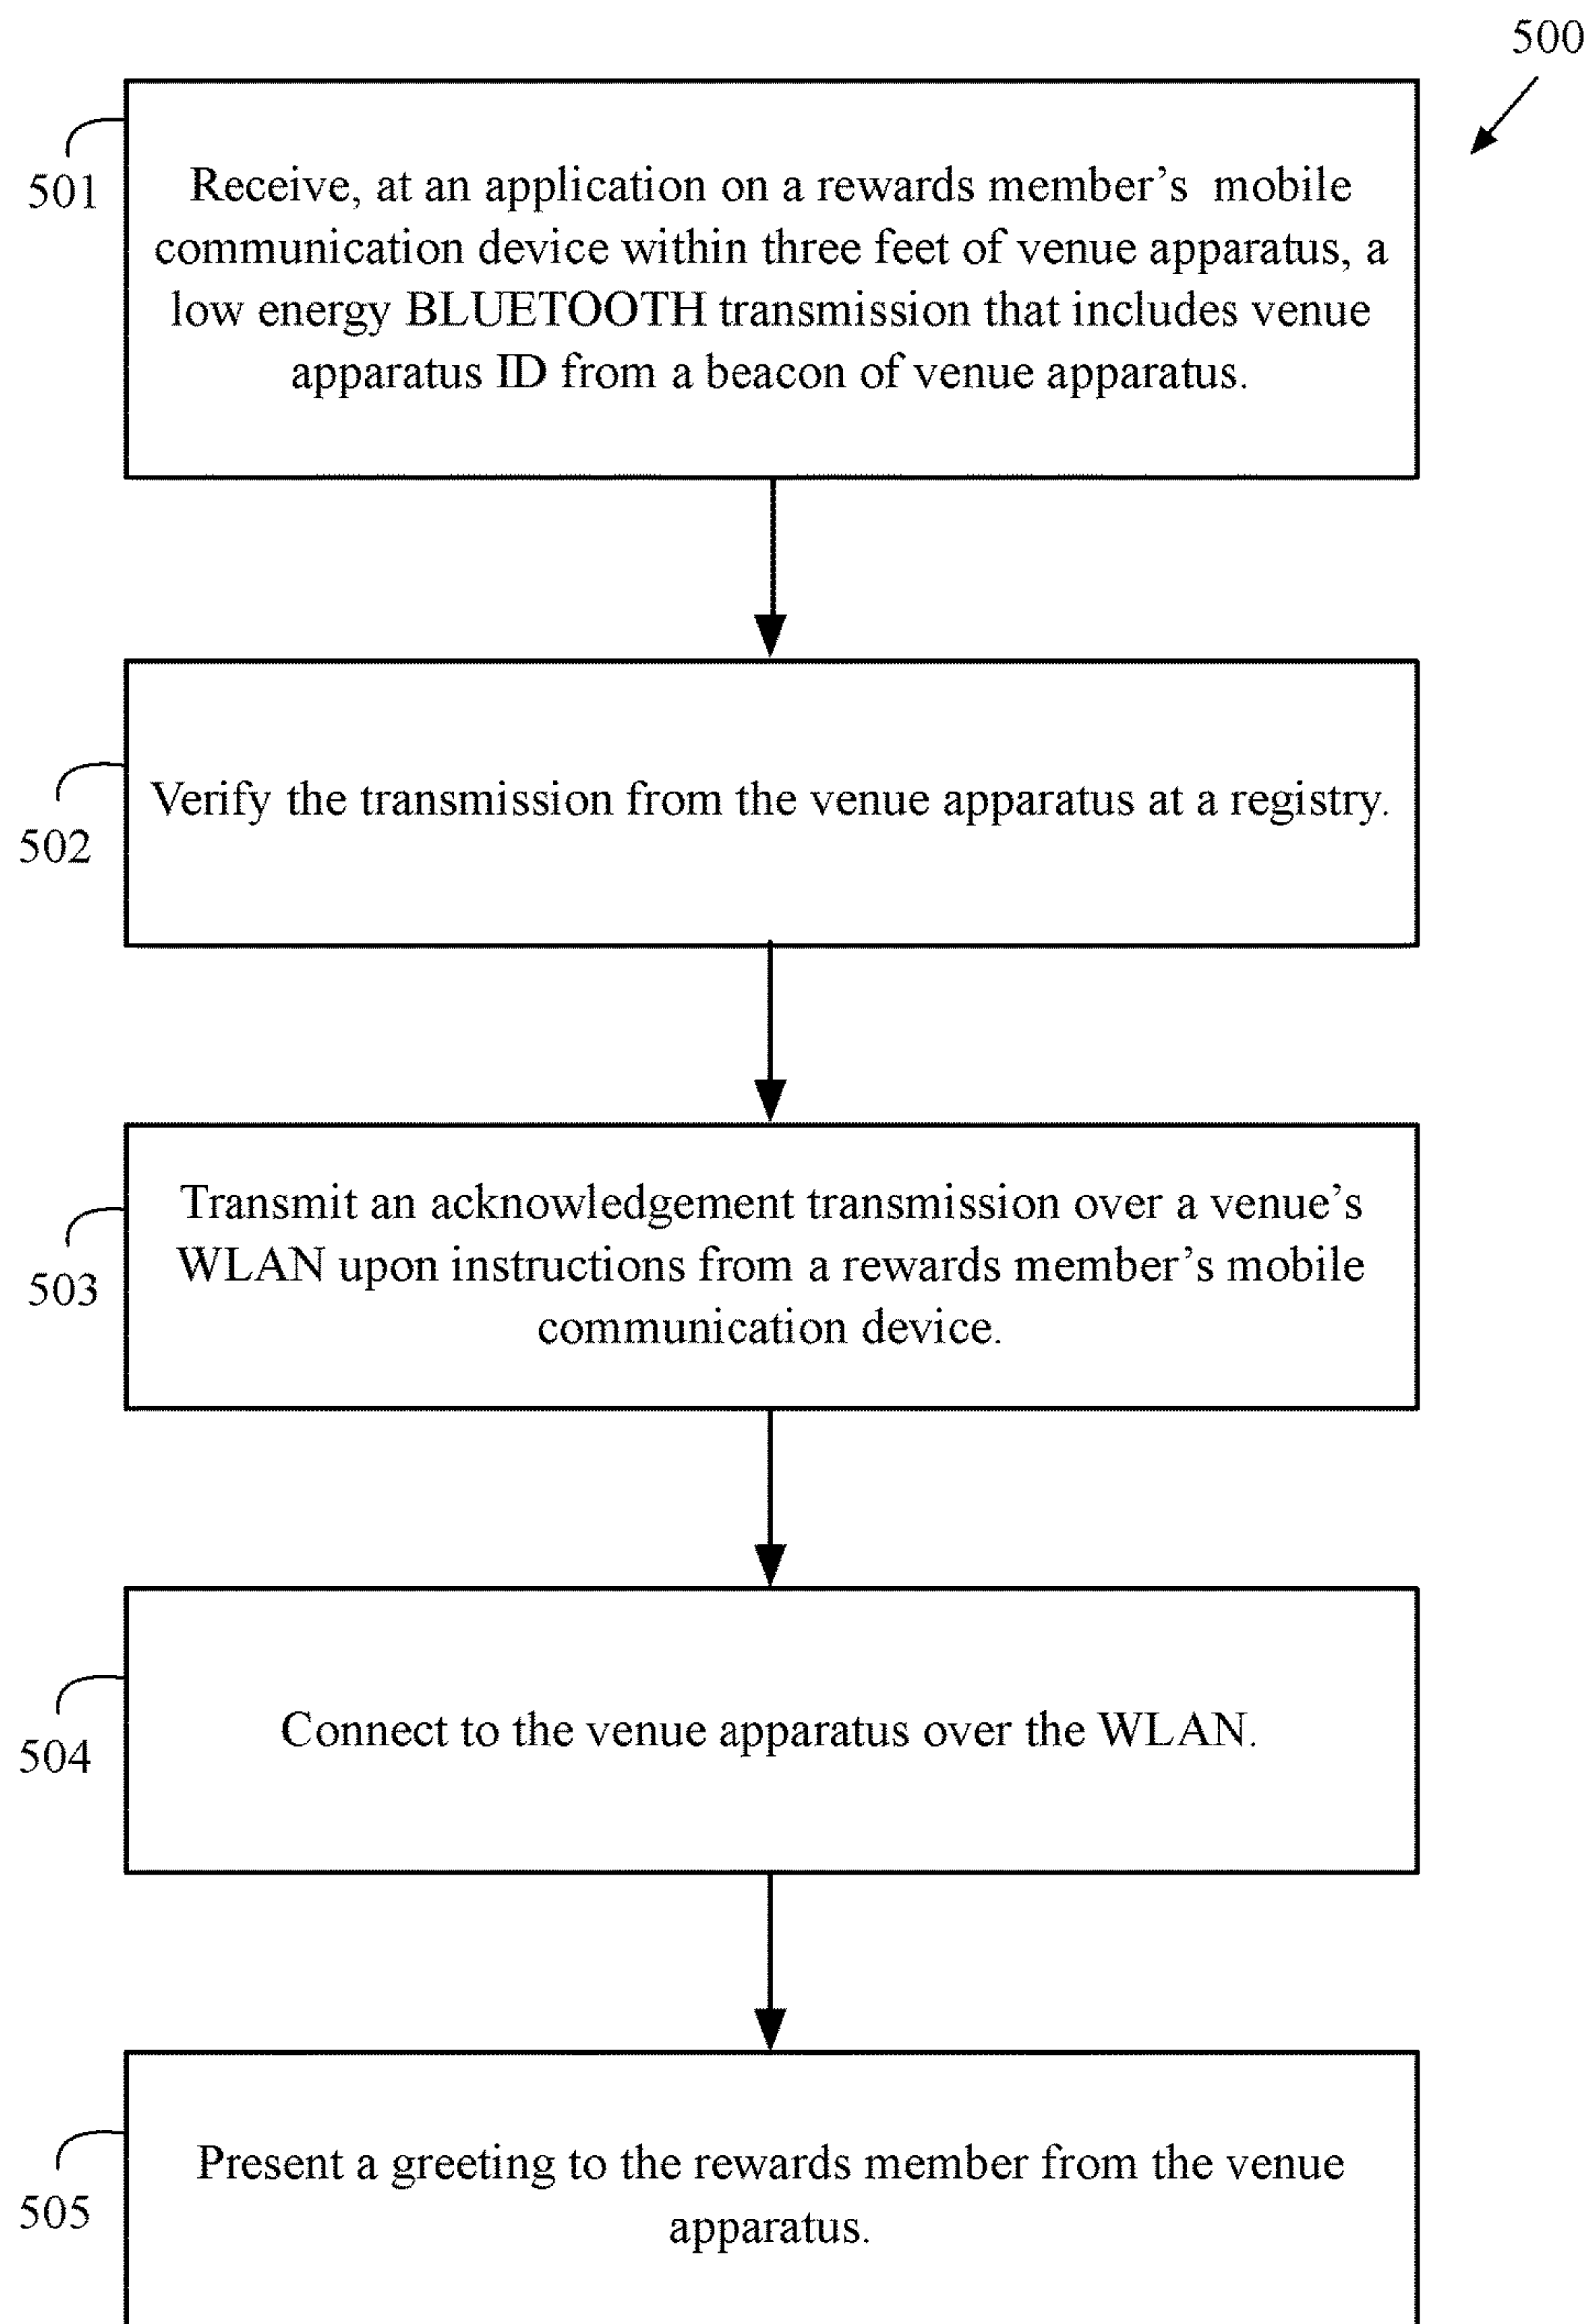 500
501
Receive, at an application on a rewards member's mobile
communication device within three feet of venue apparatus, a
low energy BLUETOOTH transmission that includes venue
apparatus ID from a beacon of venue apparatus.
502
Verify the transmission from the venue apparatus at a registry.
503
Transmit an acknowledgement transmission over a venue's
WLAN upon instructions from a rewards member's mobile
communication device.
504
Connect to the venue apparatus over the WLAN.
505
Present a greeting to the rewards member from the venue
apparatus.